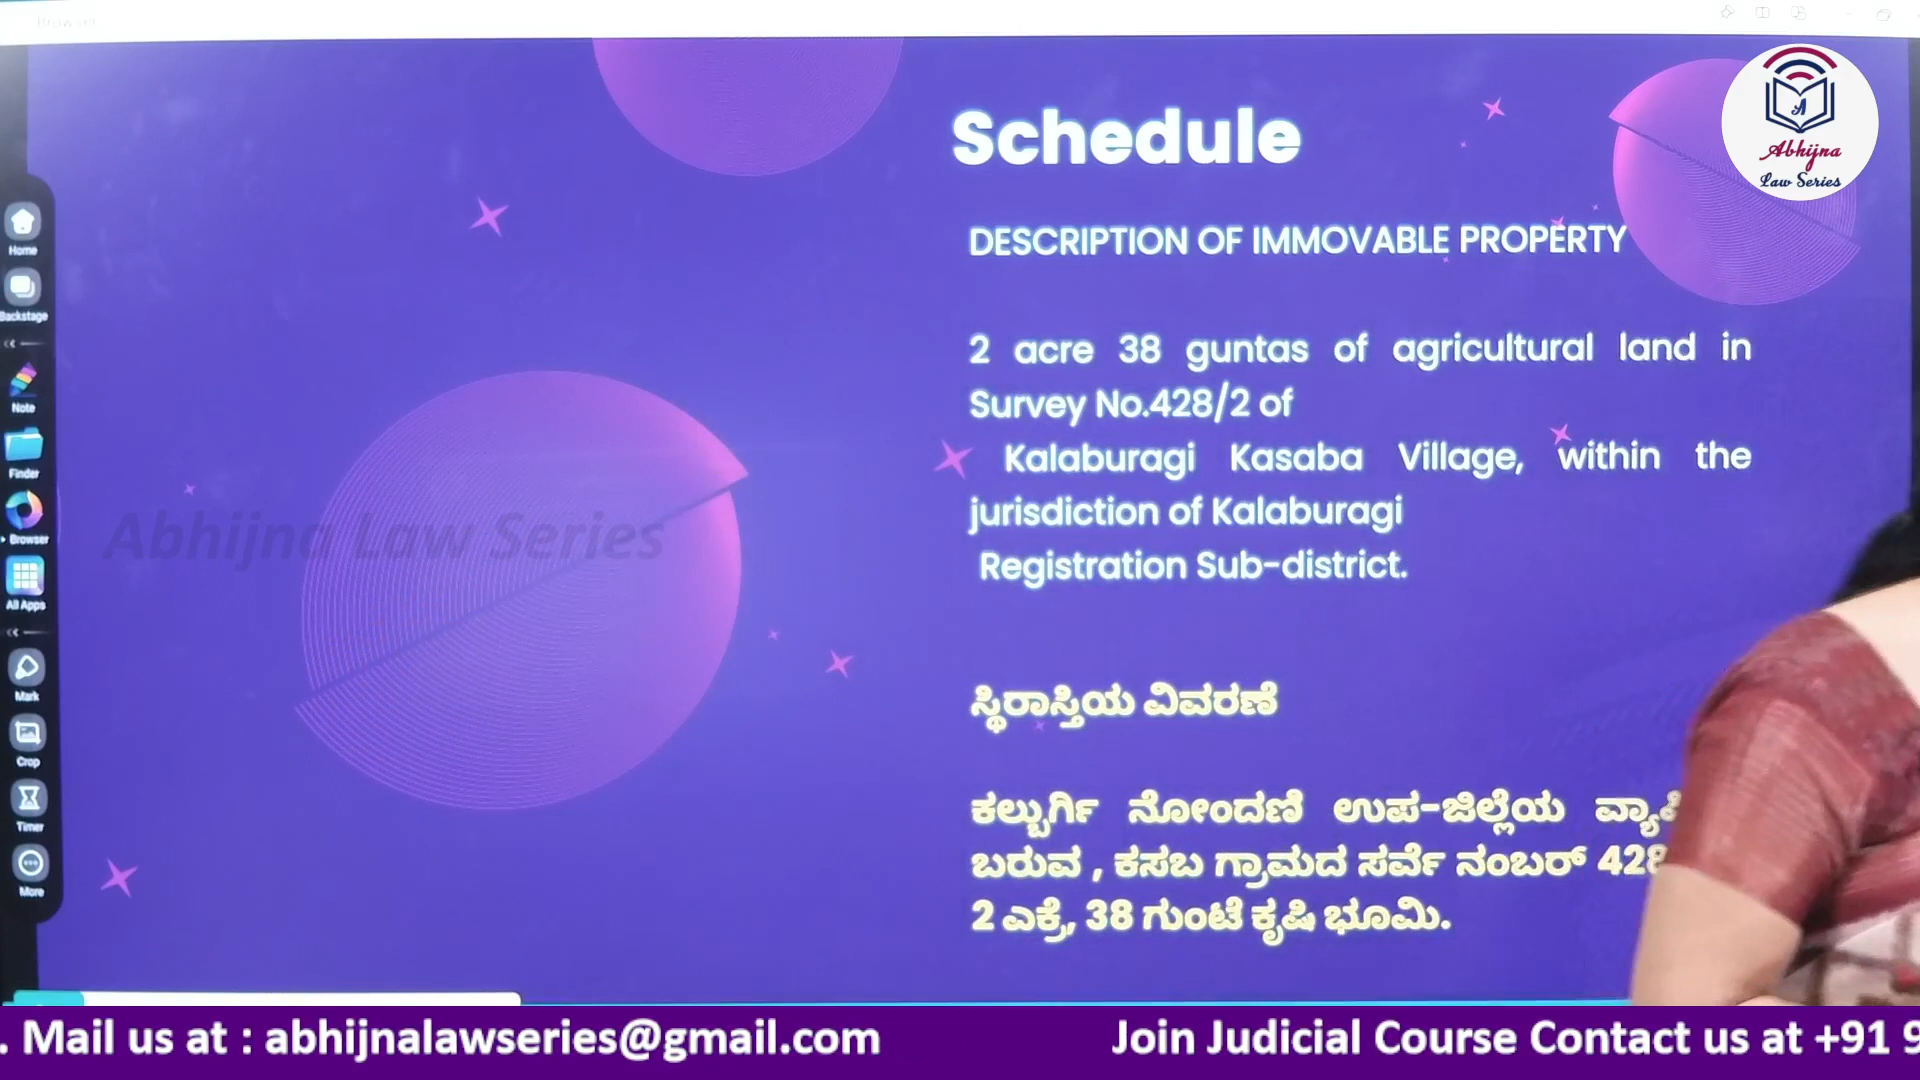 Browser
Schedule
A
Abhijna
Law Series
DESCRIPTION OF IMMOVABLE PROPERTY
2 acre 38 guntas of agricultural land in
Survey No.428/2 of
Kalaburagi Kasaba Village, within the
jurisdiction of Kalaburagi
Registration Sub-district.
ಸ್ಥಿರಾಸ್ತಿಯ ವಿವರಣೆ
ಕಲ್ಬುರ್ಗಿ ನೋಂದಣಿ ಉಪ-ಜಿಲ್ಲೆಯ
ಬರುವ , ಕಸಬ ಗ್ರಾಮದ ಸರ್ವೆ ನಂಬರ್ 428
2 ಎಕ್ರೆ, 38 ಗುಂಟೆ ಕೃಷಿ ಭೂಮಿ.
Home
Backstage
Note
Finder
Browser
All Apps
Mark
Crop
Timer
More
Abhijna Law Series
. Mail us at : abhijnalawseries@gmail.com
Join Judicial Course Contact us at +91 9